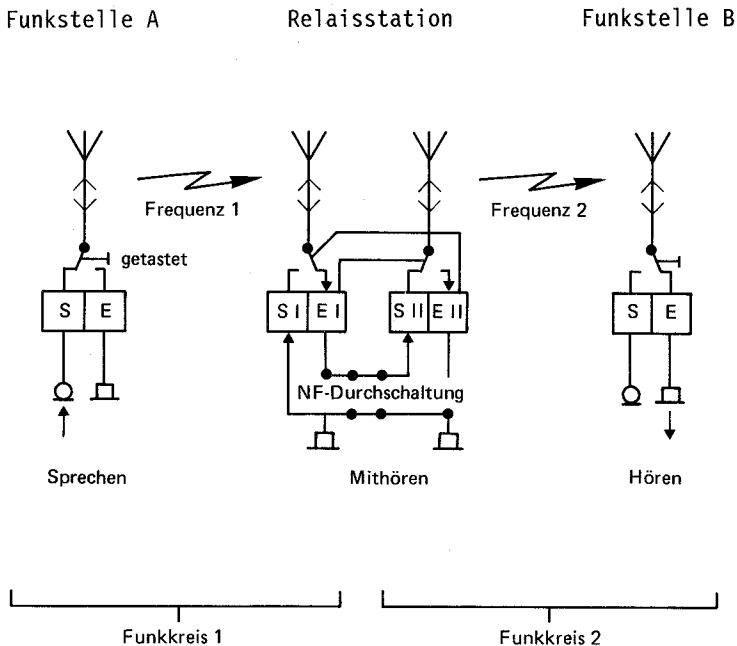 Funkstelle A Relaisstation Funkstelle B
Frequenz 1 Frequenz 2
getastet
S E S I E I S II E II S E
NF-Durchschaltung
Sprechen Mithören Hören
Funkkreis 1 Funkkreis 2